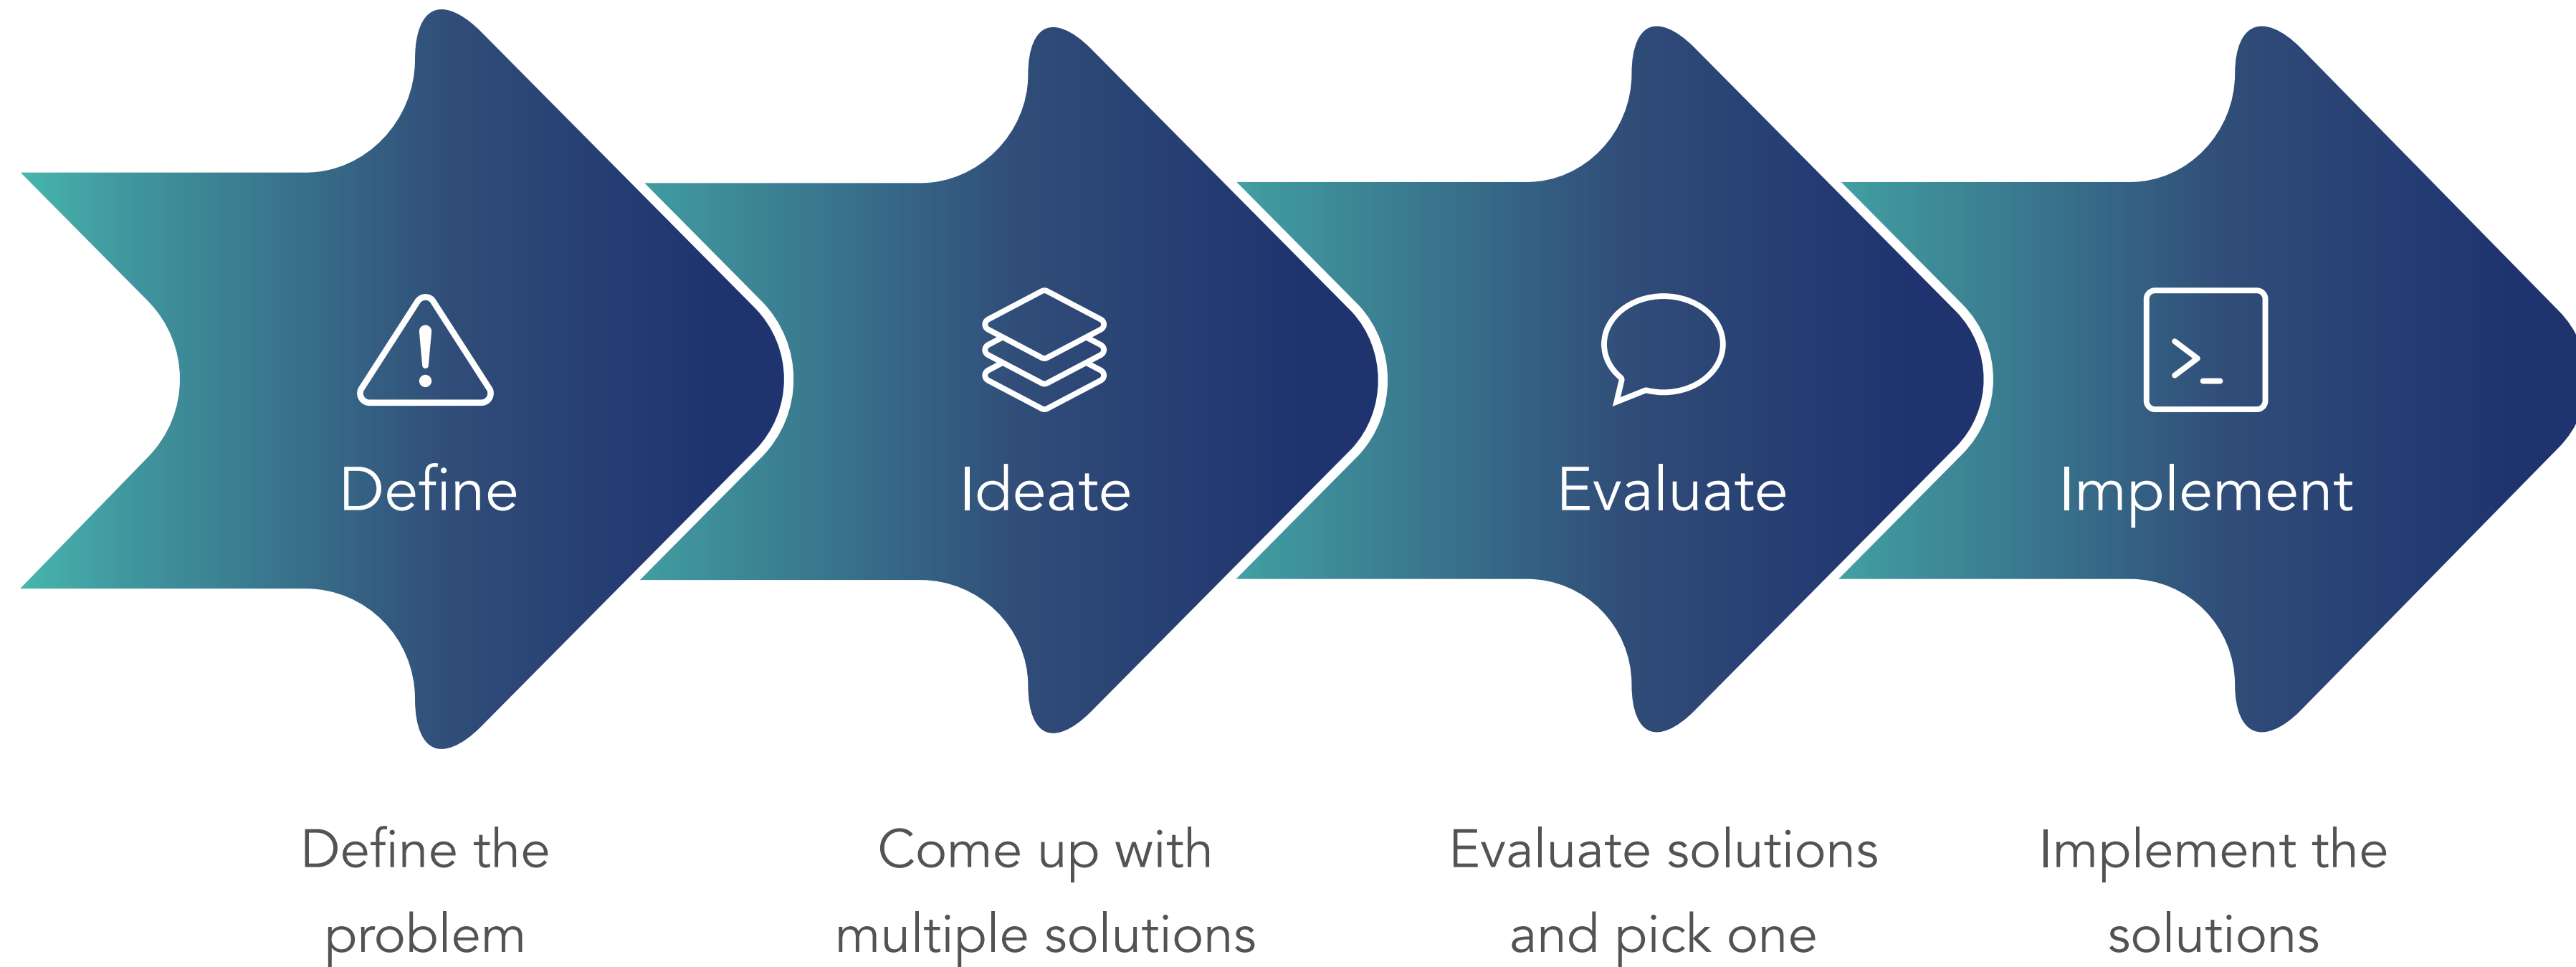 Define
Ideate
Evaluate
Implement
Define the
problem
Come up with
multiple solutions
Evaluate solutions
and pick one
Implement the
solutions